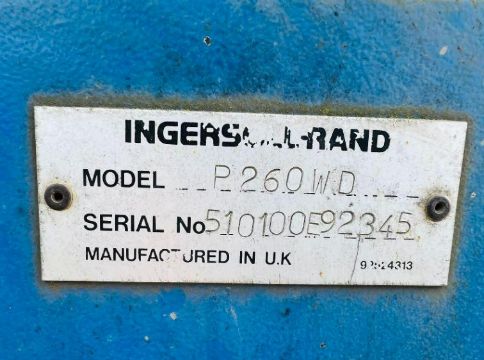 INGERSOLL-RAND
MODEL P260WD
SERIAL No 510100E92345
MANUFACTURED IN U.K